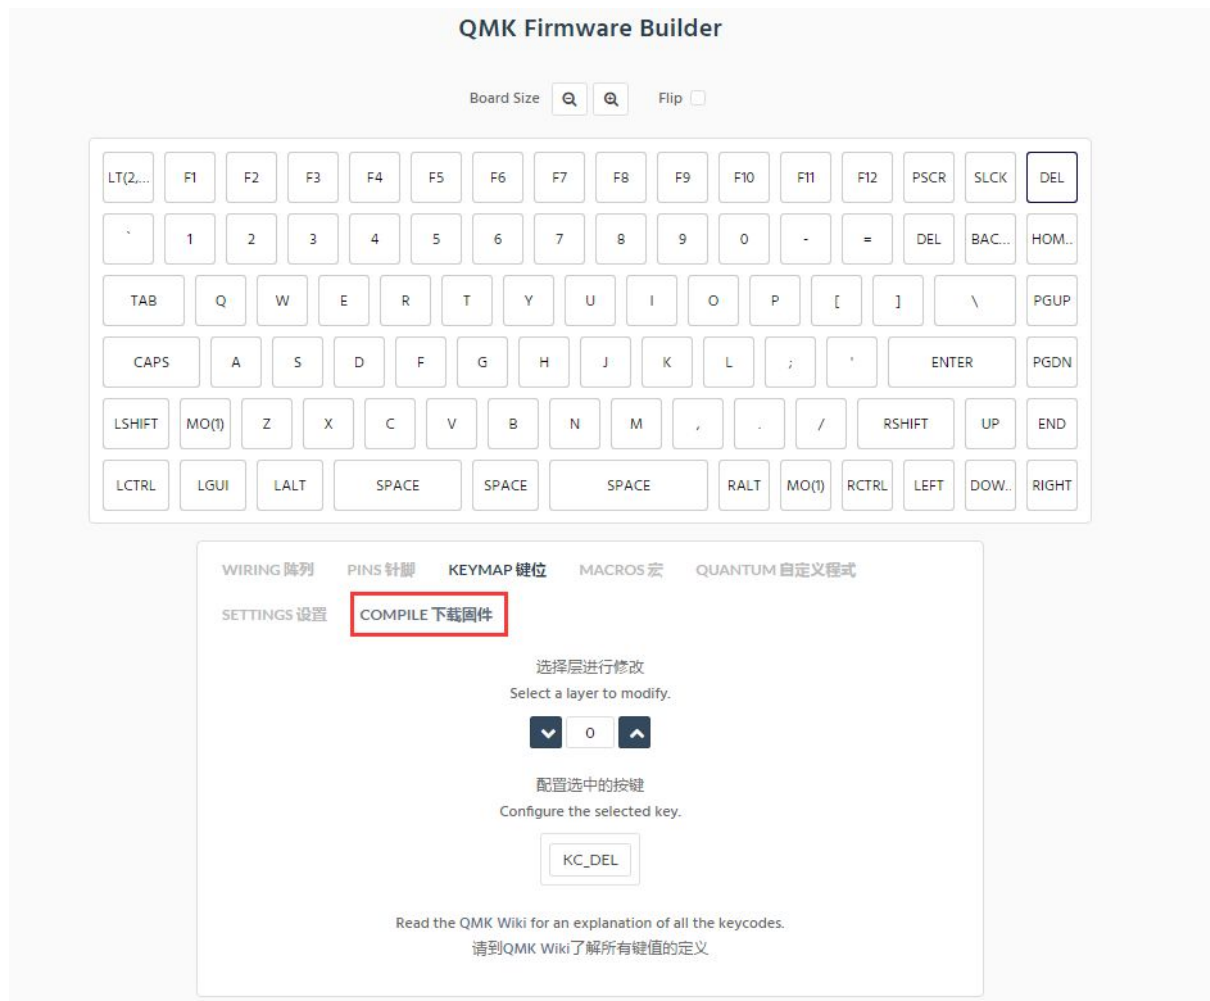 QMK Firmware Builder
Board Size Flip
LT(2,... F1 F2 F3 F4 F5 F6 F7 F8 F9 F10 F11 F12 PSCR SLCK DEL
` 1 2 3 4 5 6 7 8 9 0 - = DEL BAC... HOM..
TAB Q W E R T Y U I O P [ ] \ PGUP
CAPS A S D F G H J K L ; ' ENTER PGDN
LSHIFT MO(1) Z X C V B N M , . / RSHIFT UP END
LCTRL LGUI LALT SPACE SPACE SPACE RALT MO(1) RCTRL LEFT DOW.. RIGHT
WIRING 阵列 PINS 针脚 KEYMAP 键位 MACROS 宏 QUANTUM 自定义程式
SETTINGS 设置 COMPILE 下载固件
选择层进行修改
Select a layer to modify.
0
配置选中的按键
Configure the selected key.
KC_DEL
Read the QMK Wiki for an explanation of all the keycodes.
请到QMK Wiki了解所有键值的定义